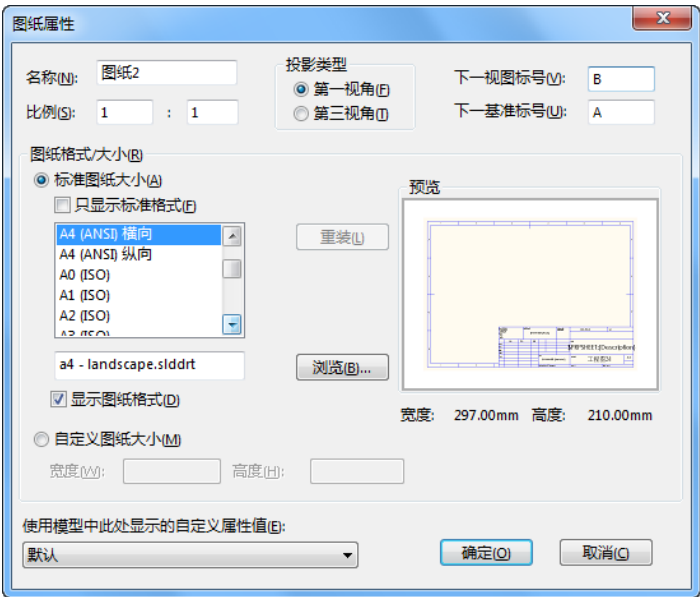 图纸属性
名称(N): 图纸2
投影类型
第一视角(F)
第三视角(T)
下一视图标号(V): B
比例(S): 1 : 1
下一基准标号(U): A
图纸格式/大小(R)
标准图纸大小(A)
只显示标准格式(F)
A4 (ANSI) 横向
A4 (ANSI) 纵向
A0 (ISO)
A1 (ISO)
A2 (ISO)
A3 (ISO)
重装(L)
预览
a4 - landscape.slddrt
浏览(B)...
显示图纸格式(D)
宽度: 297.00mm 高度: 210.00mm
自定义图纸大小(M)
宽度(W): 高度(H):
使用模型中此处显示的自定义属性值(E):
默认
确定(O)
取消(C)